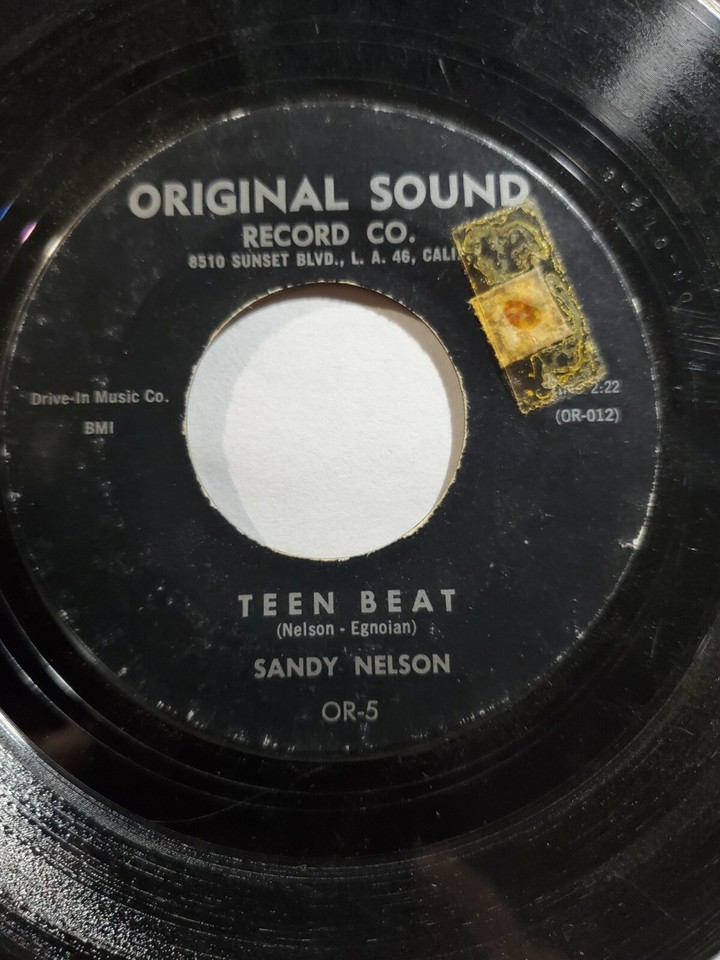 ORIGINAL SOUND
RECORD CO.
8510 SUNSET BLVD., L. A. 46,
Drive-In Music Co.
BMI
2:22
(OR-012)
TEEN BEAT
(Nelson - Egnoian)
SANDY NELSON
OR-5